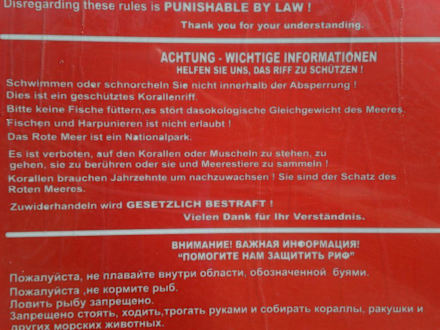 Disregarding these rules is PUNISHABLE BY LAW !
Thank you for your understanding.
ACHTUNG - WICHTIGE INFORMATIONEN
HELFEN SIE UNS, DAS RIFF ZU SCHÜTZEN !
Schwimmen oder schnorcheln Sie nicht innerhalb der Absperrung !
Dies ist ein geschütztes Korallenriff.
Bitte keine Fische füttern,es stört dasokologische Gleichgewicht des Meeres.
Fischen und Harpunieren ist nicht erlaubt !
Das Rote Meer ist ein Nationalpark.
Es ist verboten, auf den Korallen oder Muscheln zu stehen, zu
gehen, sie zu berühren oder sie und Meerestiere zu sammeln !
Korallen brauchen Jahrzehnte um nachzuwachsen ! Sie sind der Schatz des
Roten Meeres.
Zuwiderhandeln wird GESETZLICH BESTRAFT !
Vielen Dank für Ihr Verständnis.
ВНИМАНИЕ! ВАЖНАЯ ИНФОРМАЦИЯ!
"ПОМОГИТЕ НАМ ЗАЩИТИТЬ РИФ"
Пожалуйста, не плавайте внутри области, обозначенной буями.
Пожалуйста ,не кормите рыб.
Ловить рыбу запрещено.
Запрещено стоять, ходить,трогать руками и собирать кораллы, ракушки и
других морских животных.